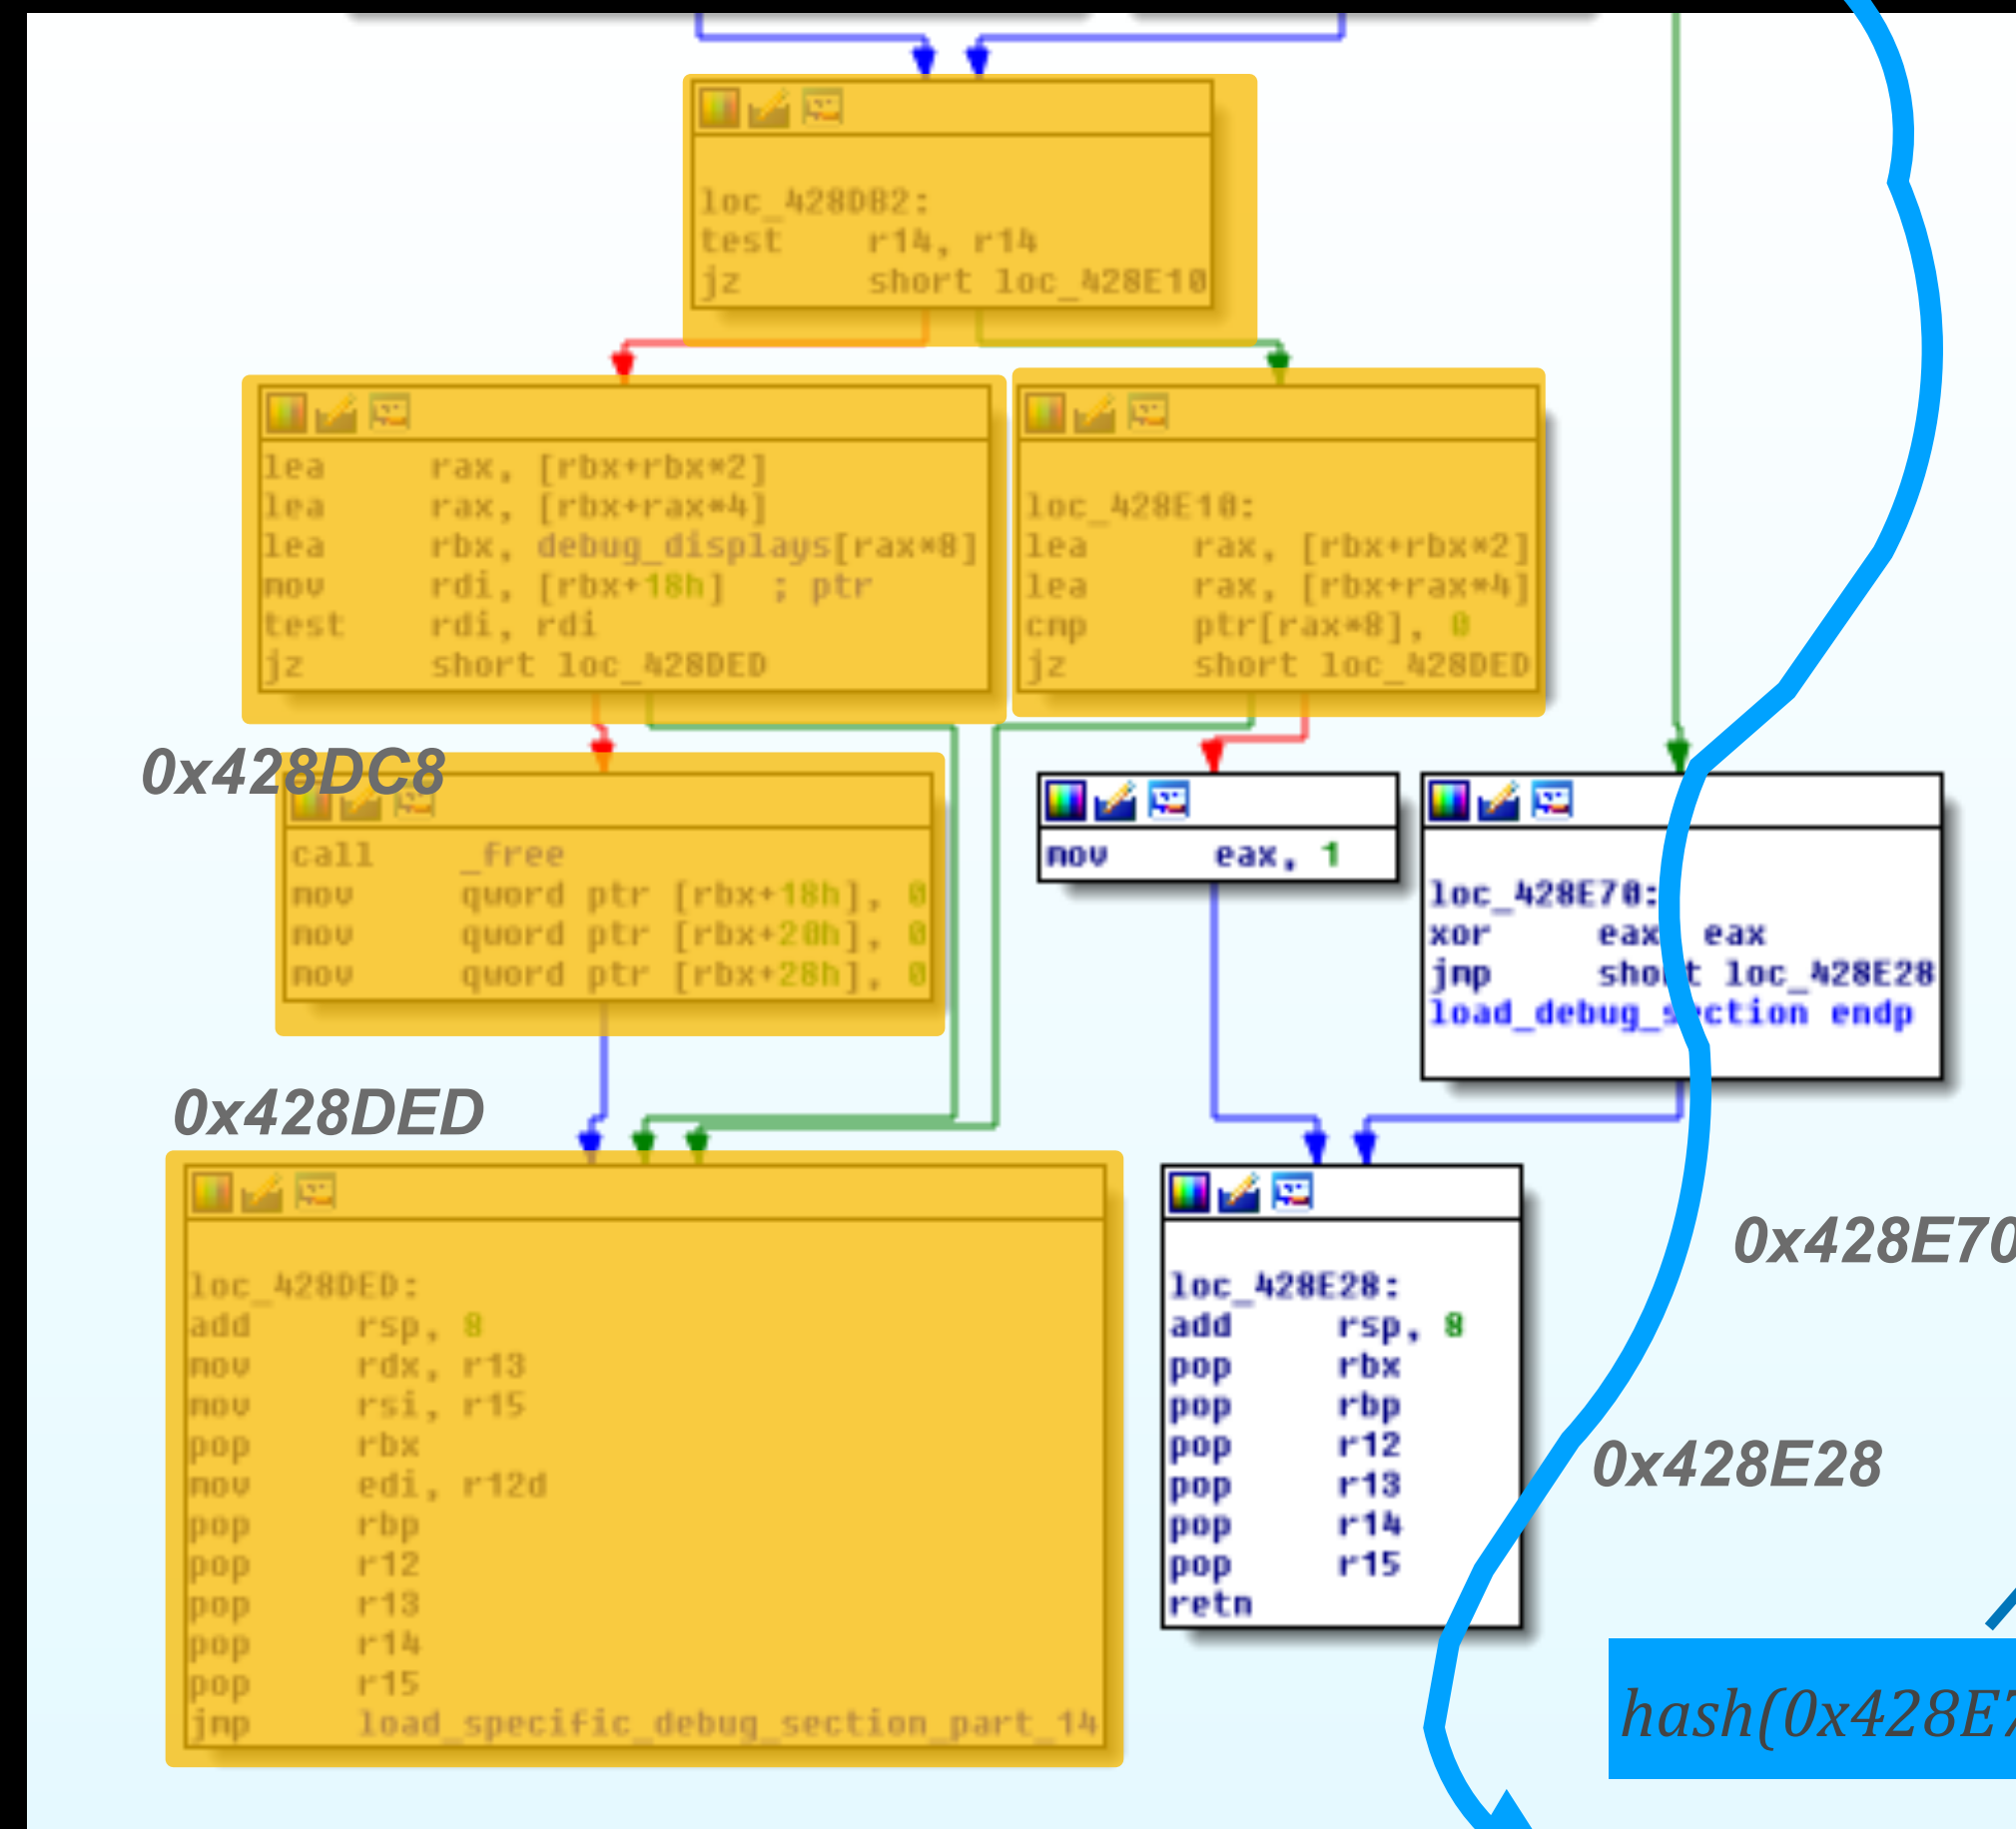 loc_428DB2:
test r14, r14
jz short loc_428E10
lea rax, [rbx+rbx*2]
lea rax, [rbx+rax*4]
lea rbx, debug_displays[rax*8]
mov rdi, [rbx+18h] ; ptr
test rdi, rdi
jz short loc_428DED
loc_428E10:
lea rax, [rbx+rbx*2]
lea rax, [rbx+rax*4]
cmp ptr[rax*8], 0
jz short loc_428DED
0x428DC8
call _free
mov qword ptr [rbx+18h], 0
mov qword ptr [rbx+20h], 0
mov qword ptr [rbx+28h], 0
mov eax, 1
loc_428E70:
xor eax, eax
jmp short loc_428E28
load_debug_section endp
0x428DED
loc_428DED:
add rsp, 8
mov rdx, r13
mov rsi, r15
pop rbx
mov edi, r12d
pop rbp
pop r12
pop r13
pop r14
pop r15
jmp load_specific_debug_section_part_14
loc_428E28:
add rsp, 8
pop rbx
pop rbp
pop r12
pop r13
pop r14
pop r15
retn
0x428E70
0x428E28
hash(0x428E7